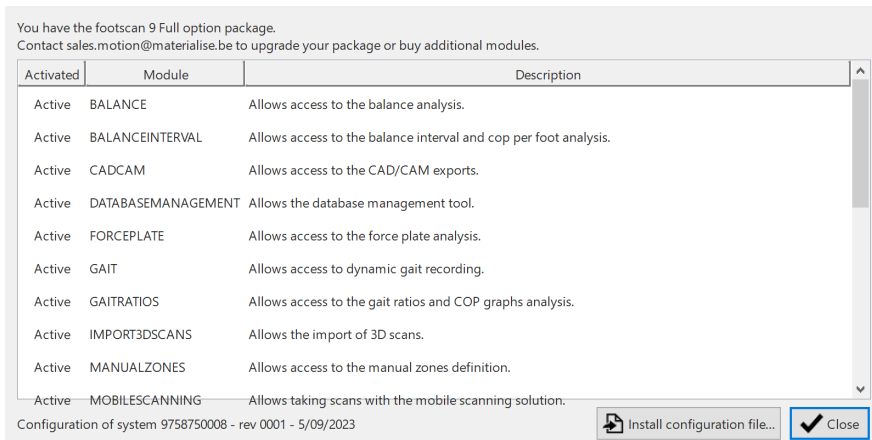 You have the footscan 9 Full option package.
Contact sales.motion@materialise.be to upgrade your package or buy additional modules.
Activated Module Description
Active BALANCE Allows access to the balance analysis.
Active BALANCEINTERVAL Allows access to the balance interval and cop per foot analysis.
Active CADCAM Allows access to the CAD/CAM exports.
Active DATABASEMANAGEMENT Allows the database management tool.
Active FORCEPLATE Allows access to the force plate analysis.
Active GAIT Allows access to dynamic gait recording.
Active GAITRATIOS Allows access to the gait ratios and COP graphs analysis.
Active IMPORT3DSCANS Allows the import of 3D scans.
Active MANUALZONES Allows access to the manual zones definition.
Active MOBILESCANNING Allows taking scans with the mobile scanning solution.
Configuration of system 9758750008 - rev 0001 - 5/09/2023 Install configuration file... Close